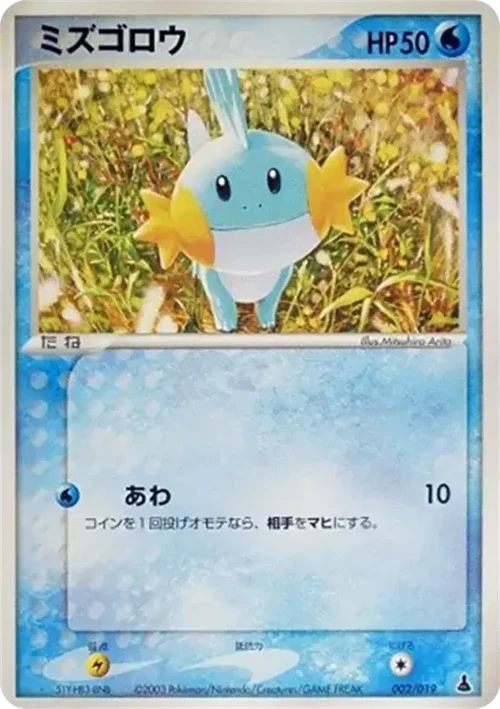 ミズゴロウ HP50
たね Illus. Mitsuhiro Arita
あわ 10
コインを1回投げオモテなら、相手をマヒにする。
弱点 抵抗力 にげる
©2003 Pokémon/Nintendo/Creatures/GAME FREAK 002/019